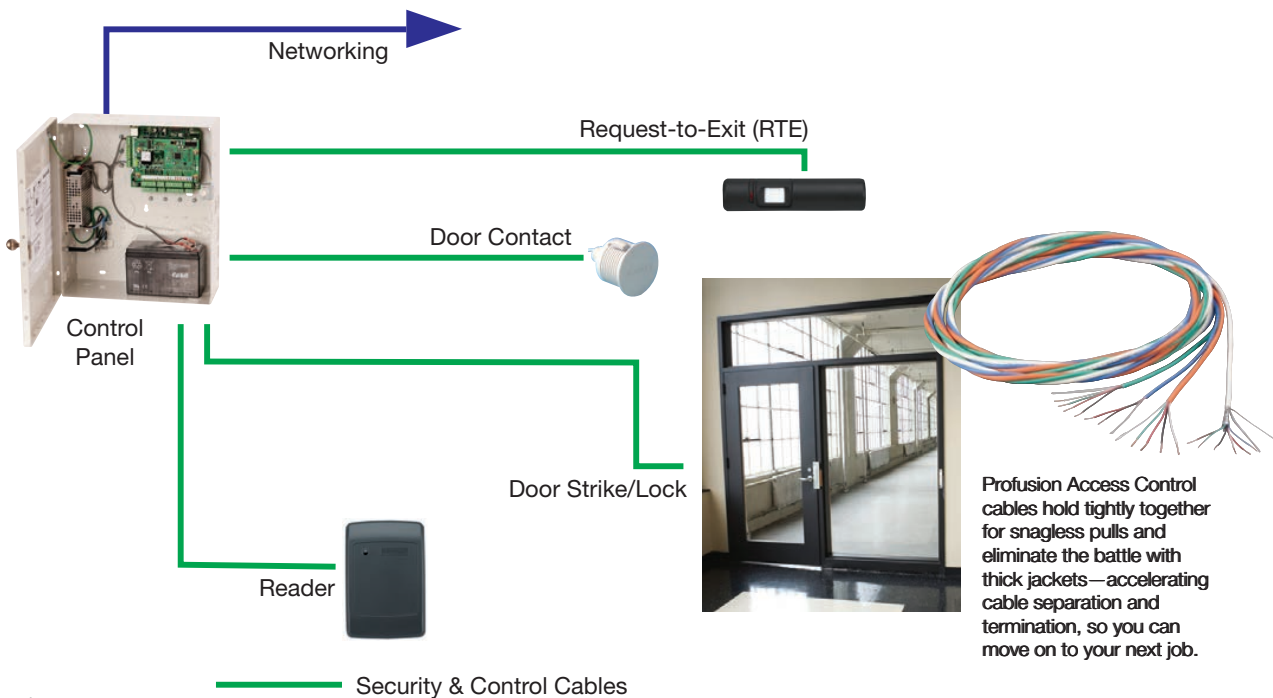 Networking
Request-to-Exit (RTE)
Door Contact
Control
Panel
Door Strike/Lock
Reader
Profusion Access Control
cables hold tightly together
for snagless pulls and
eliminate the battle with
thick jackets—accelerating
cable separation and
termination, so you can
move on to your next job.
Security & Control Cables